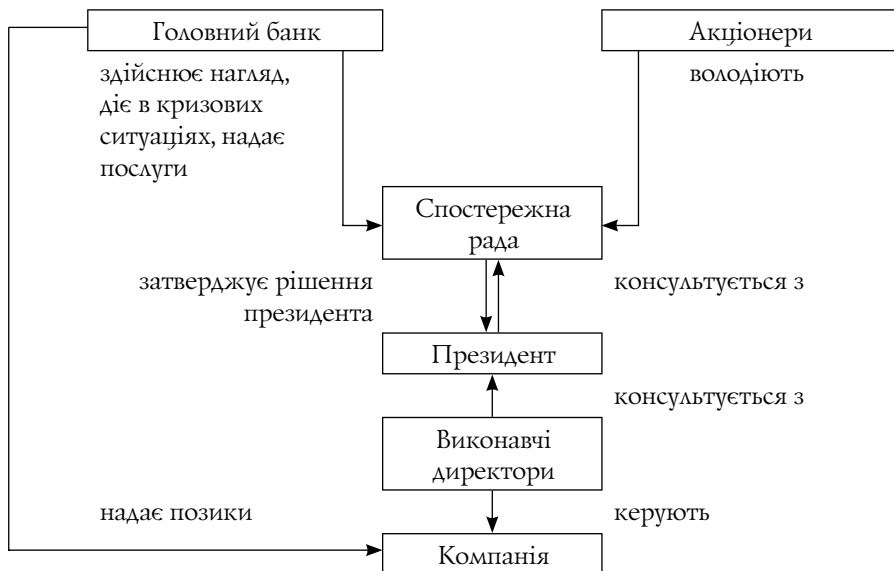 Головний банк
Акціонери
здійснює нагляд,
діє в кризових
ситуаціях, надає
послуги
володіють
Спостережна
рада
затверджує рішення
президента
консультується з
Президент
консультується з
Виконавчі
директори
надає позики
керують
Компанія